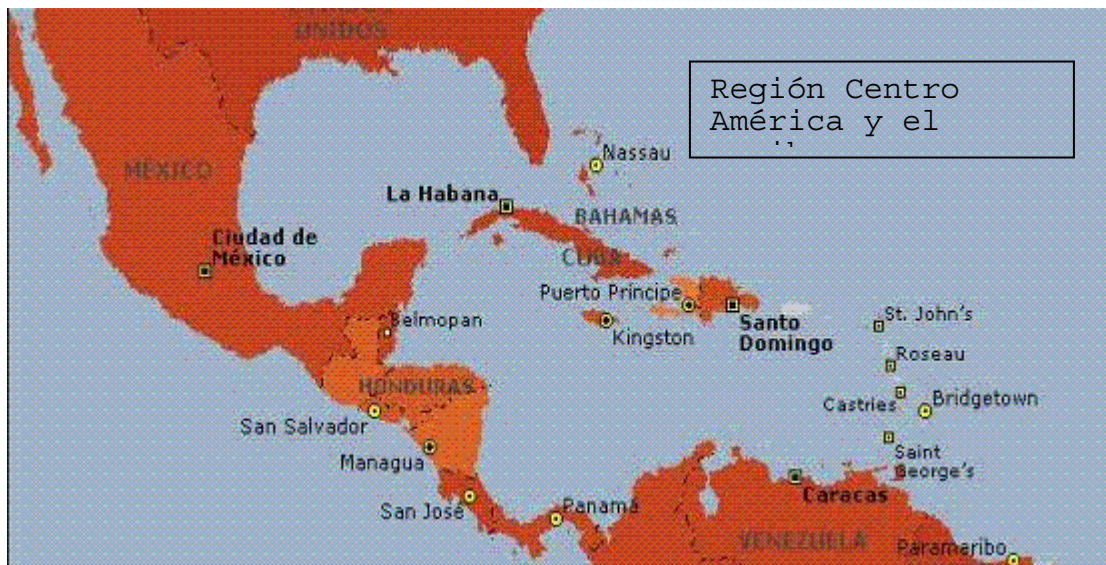 UNIDOS
Región Centro
América y el
MÉXICO
Nassau
La Habana
BAHAMAS
Ciudad de
México
CUBA
Puerto Príncipe
Belmopan
Kingston
Santo
Domingo
St. John's
Roseau
HONDURAS
Castries
Bridgetown
San Salvador
Managua
Saint
George's
San José
Panamá
Caracas
VENEZUELA
Paramaribo